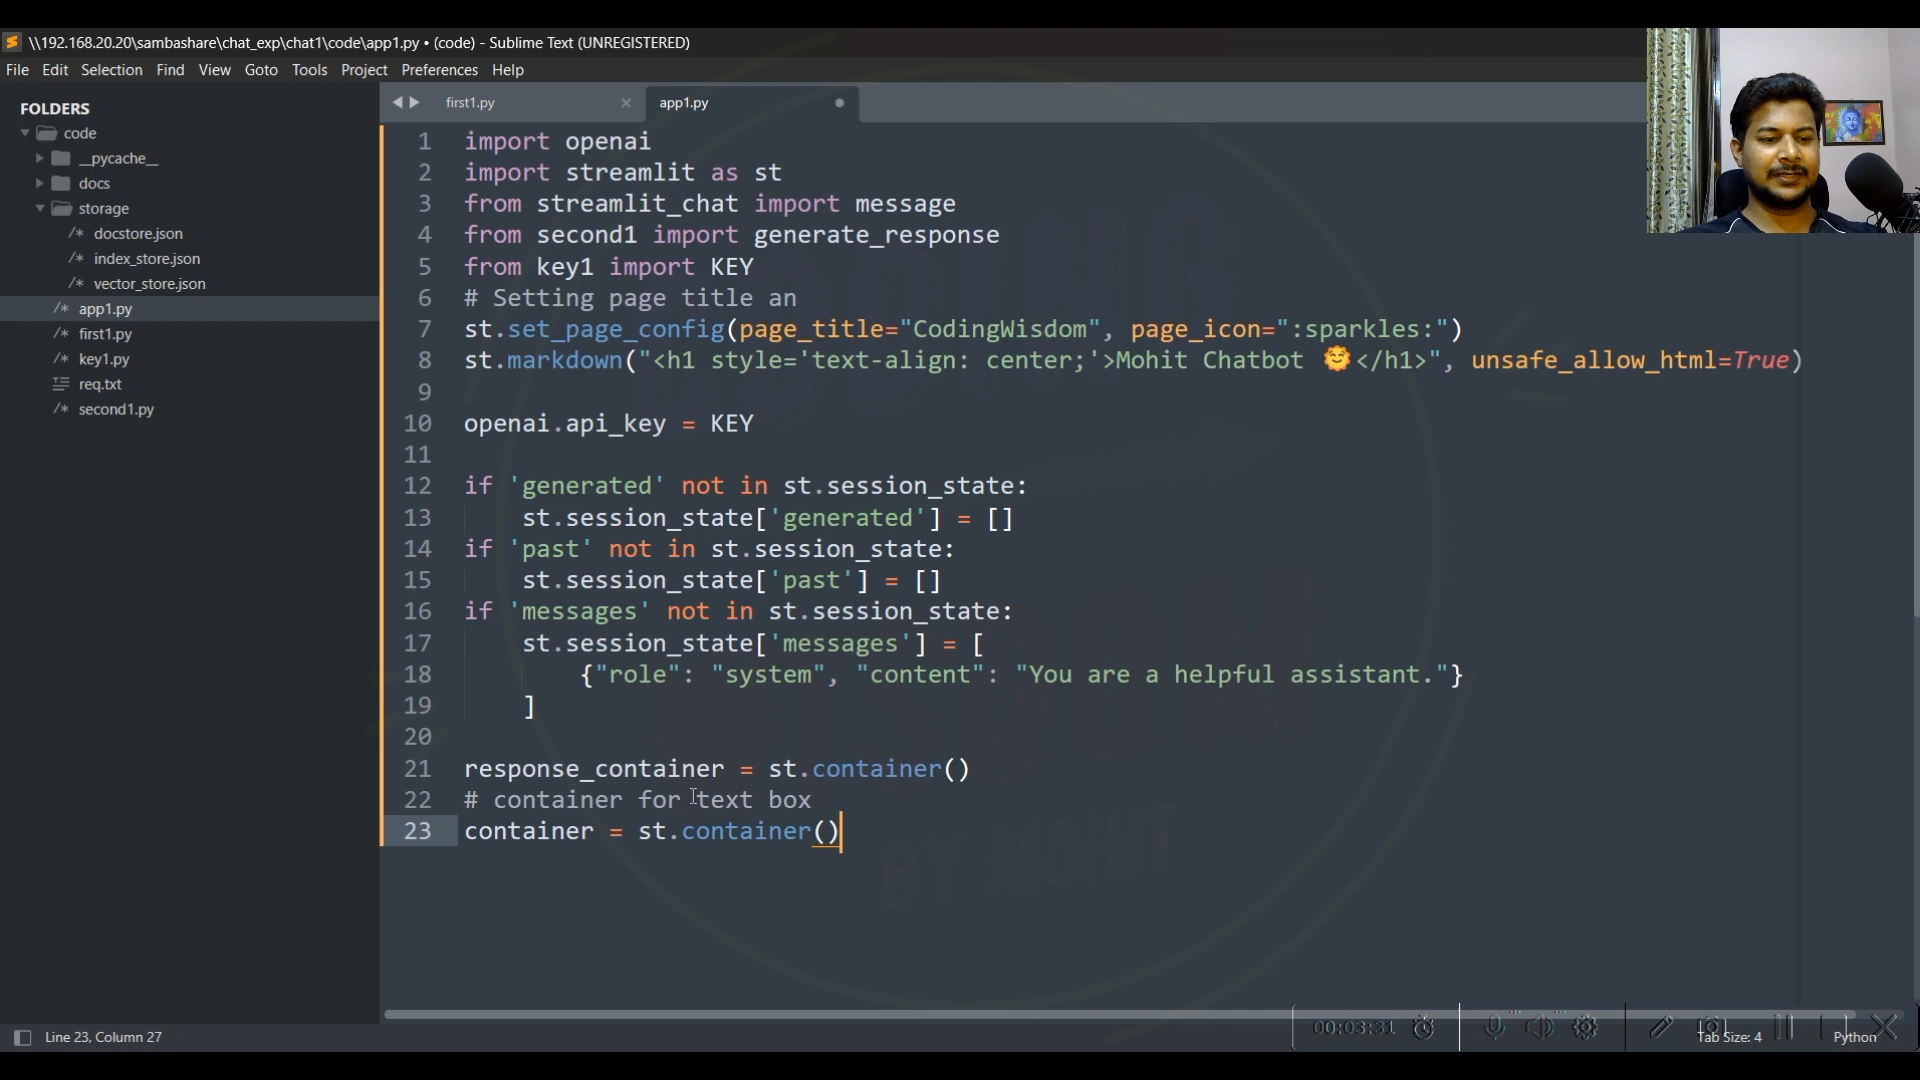 \\192.168.20.20\sambashare\chat_exp\chat1\code\app1.py • (code) - Sublime Text (UNREGISTERED)
File Edit Selection Find View Goto Tools Project Preferences Help
FOLDERS
code
__pycache__
docs
storage
/* docstore.json
/* index_store.json
/* vector_store.json
/* app1.py
/* first1.py
/* key1.py
req.txt
/* second1.py
first1.py
app1.py
1 import openai
2 import streamlit as st
3 from streamlit_chat import message
4 from second1 import generate_response
5 from key1 import KEY
6 # Setting page title an
7 st.set_page_config(page_title="CodingWisdom", page_icon=":sparkles:")
8 st.markdown("<h1 style='text-align: center;'>Mohit Chatbot 🌞</h1>", unsafe_allow_html=True)
9
10 openai.api_key = KEY
11
12 if 'generated' not in st.session_state:
13     st.session_state['generated'] = []
14 if 'past' not in st.session_state:
15     st.session_state['past'] = []
16 if 'messages' not in st.session_state:
17     st.session_state['messages'] = [
18         {"role": "system", "content": "You are a helpful assistant."}
19     ]
20
21 response_container = st.container()
22 # container for text box
23 container = st.container()
BY MOHIT
Line 23, Column 27
00:03:31
Tab Size: 4
Python